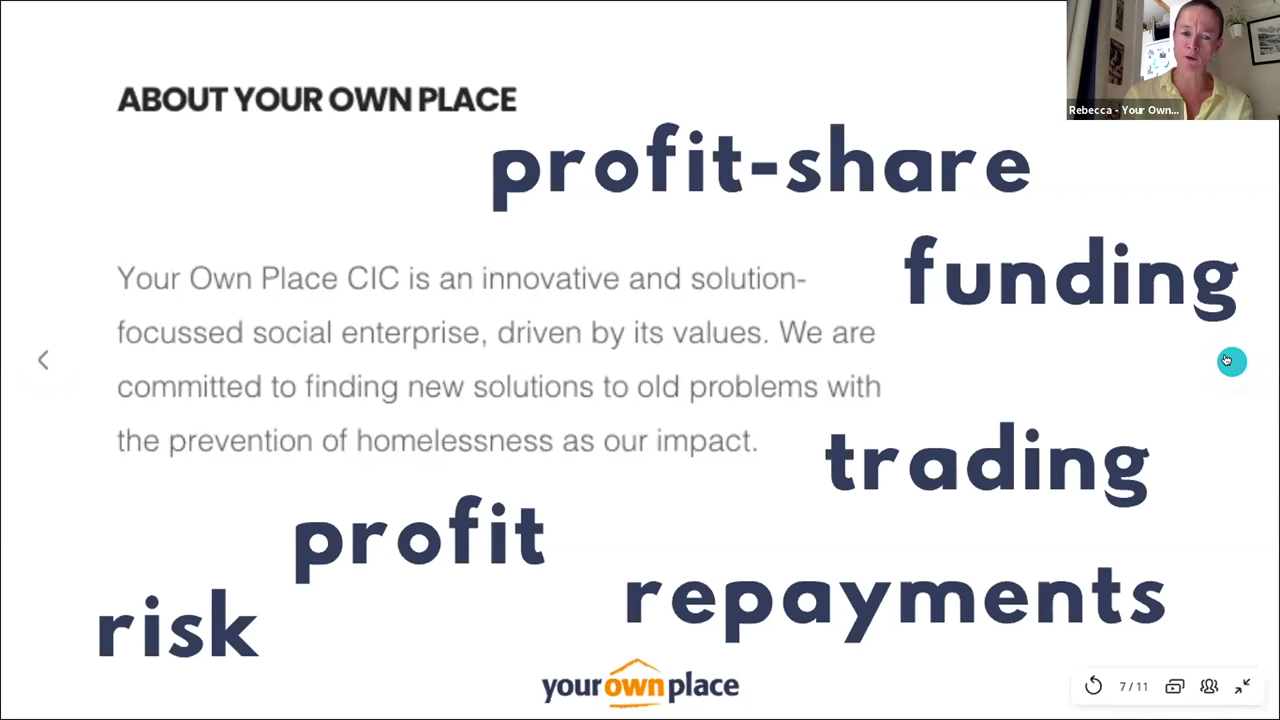 Rebecca - Your Own...
ABOUT YOUR OWN PLACE
profit-share
funding
Your Own Place CIC is an innovative and solution-
focussed social enterprise, driven by its values. We are
committed to finding new solutions to old problems with
the prevention of homelessness as our impact.
trading
profit
repayments
risk
yourownplace
7 / 11